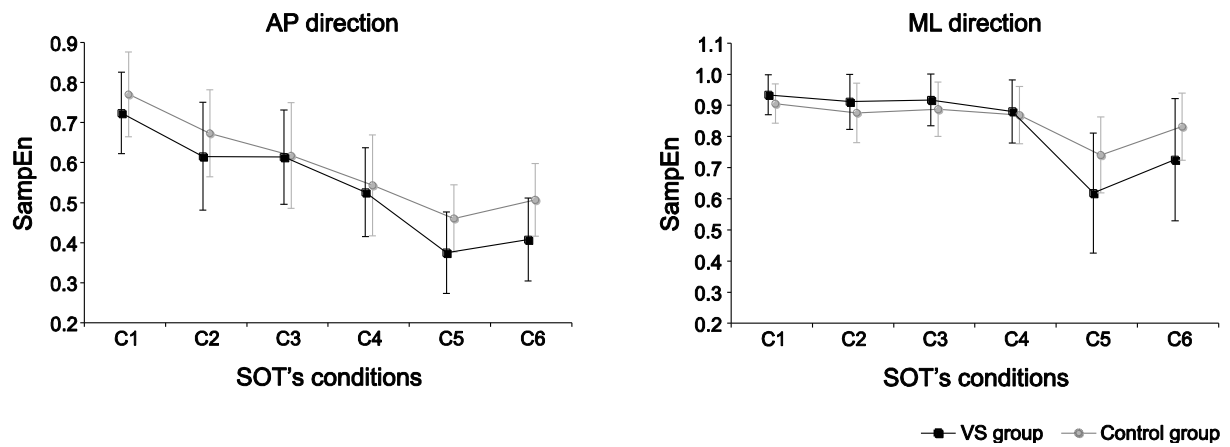 AP direction
0.9
0.8
0.7
0.6
0.5
0.4
0.3
0.2
SampEn
C1 C2 C3 C4 C5 C6
SOT's conditions
ML direction
1.1
1.0
0.9
0.8
0.7
0.6
0.5
0.4
0.3
0.2
SampEn
C1 C2 C3 C4 C5 C6
SOT's conditions
VS group Control group